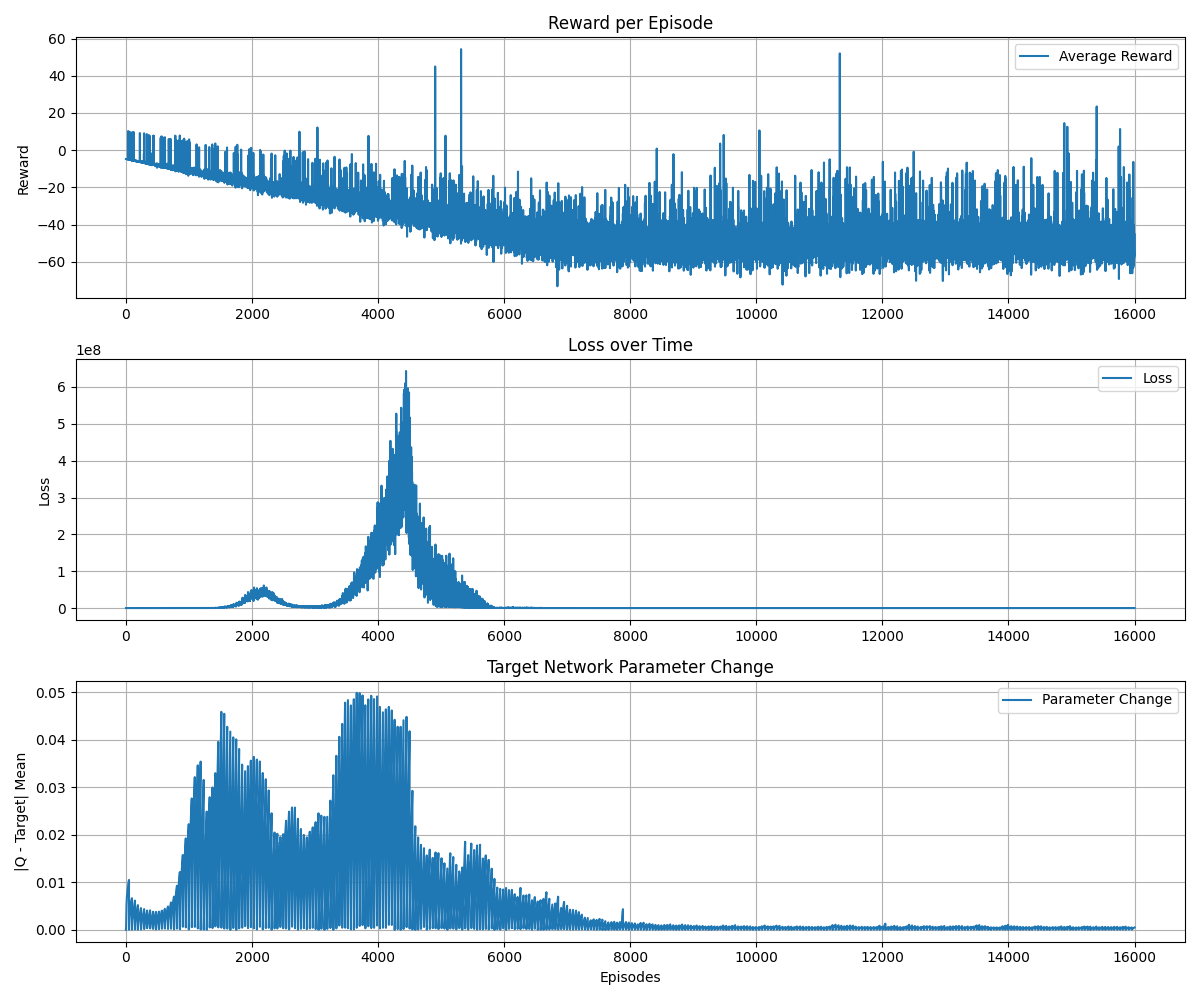 Reward per Episode
60
40
20
0
−20
−40
−60
Reward
Average Reward
0 2000 4000 6000 8000 10000 12000 14000 16000
Loss over Time
1e8
6
5
4
3
2
1
0
Loss
Loss
0 2000 4000 6000 8000 10000 12000 14000 16000
Target Network Parameter Change
0.05
0.04
0.03
0.02
0.01
0.00
|Q - Target| Mean
Parameter Change
0 2000 4000 6000 8000 10000 12000 14000 16000
Episodes